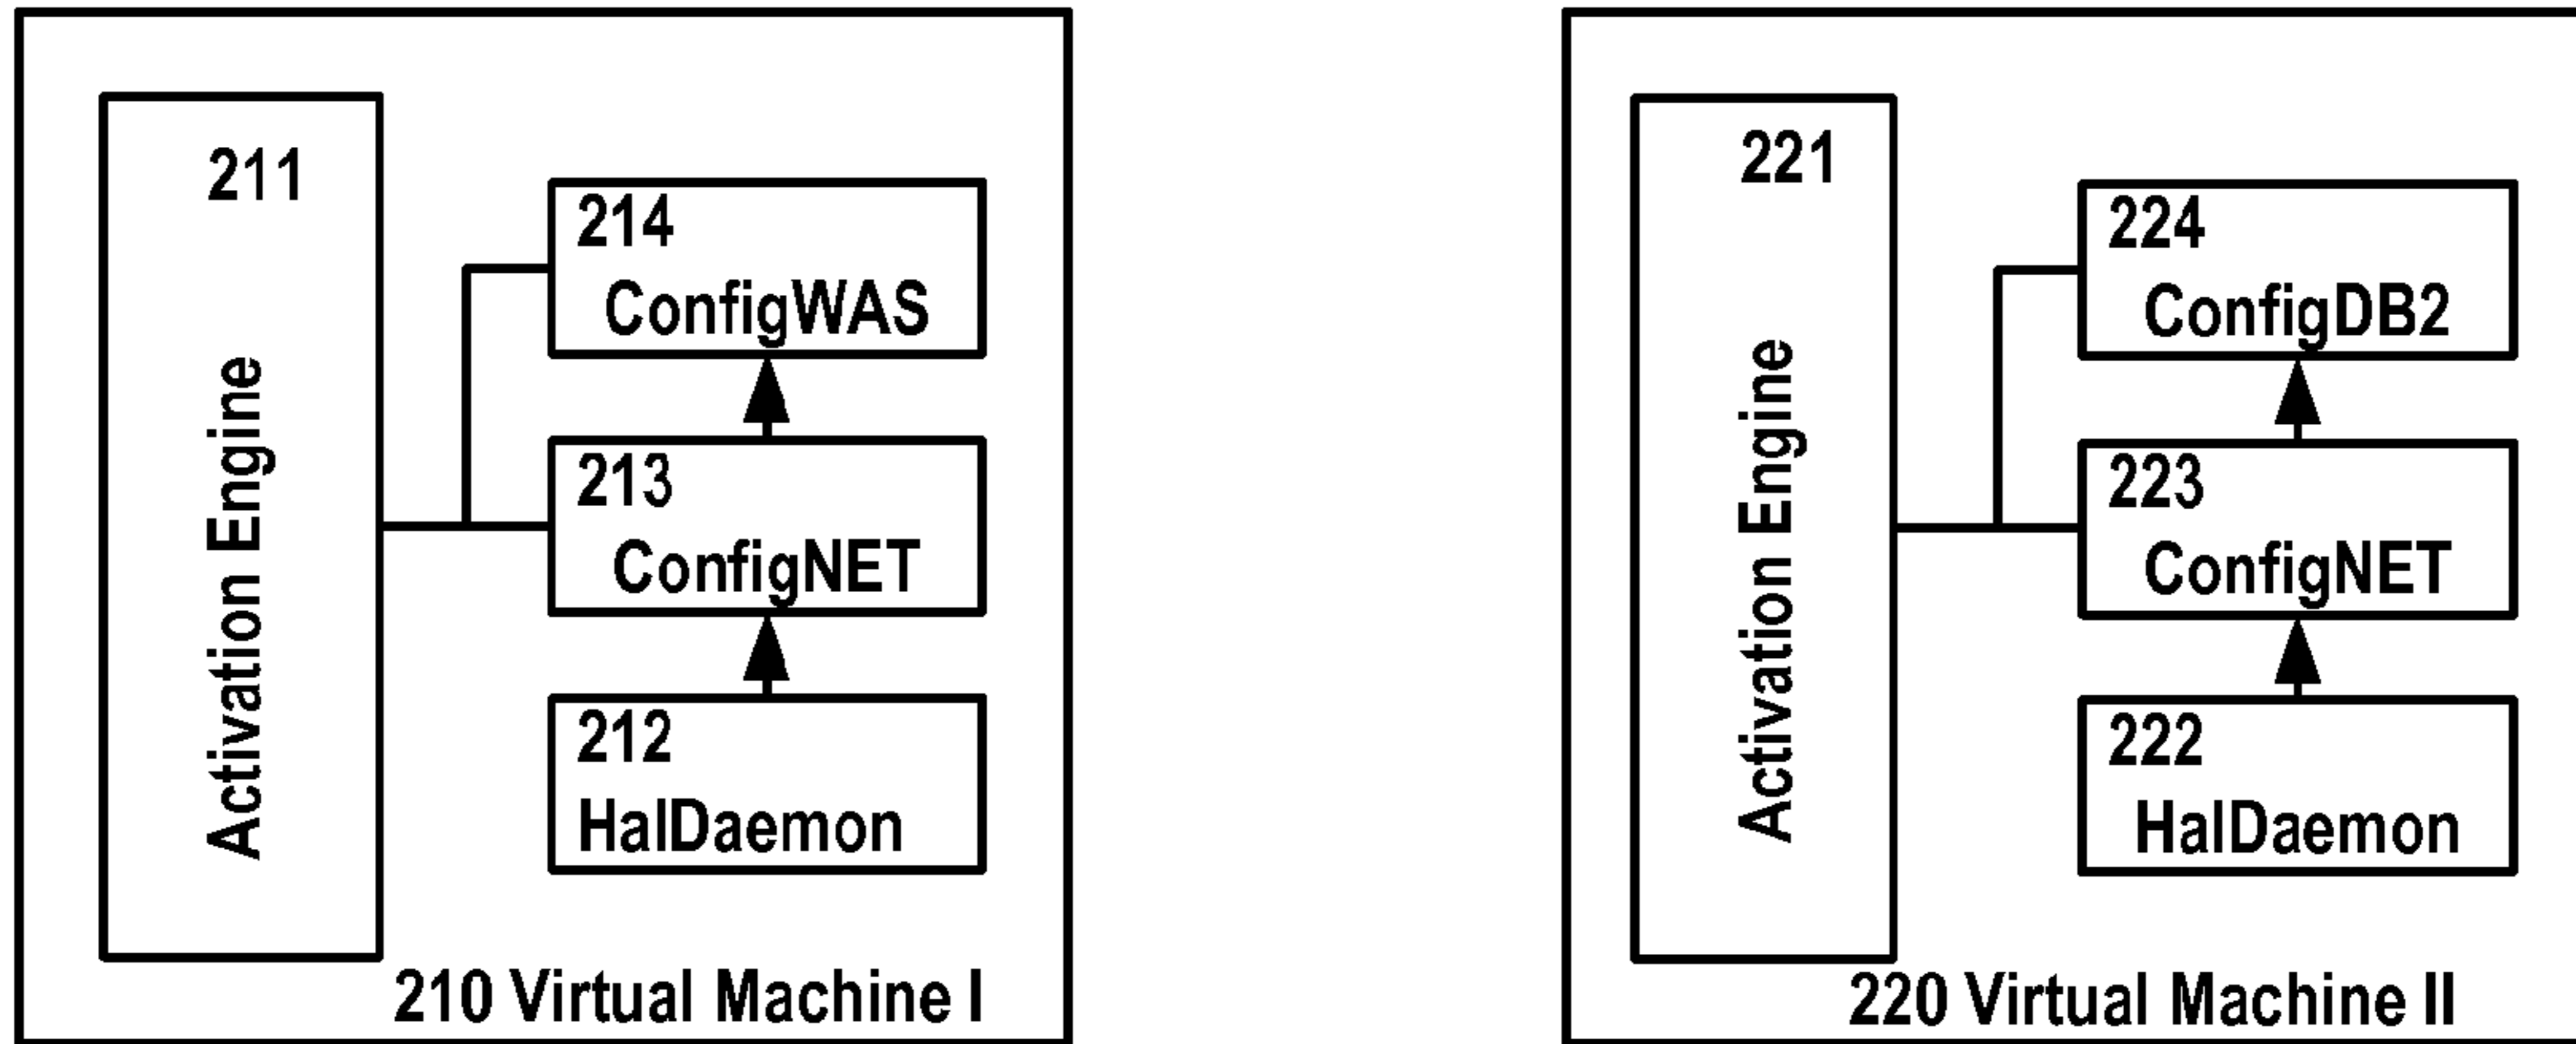 211
Activation Engine
214
ConfigWAS
213
ConfigNET
212
HalDaemon
210 Virtual Machine I
221
Activation Engine
224
ConfigDB2
223
ConfigNET
222
HalDaemon
220 Virtual Machine II